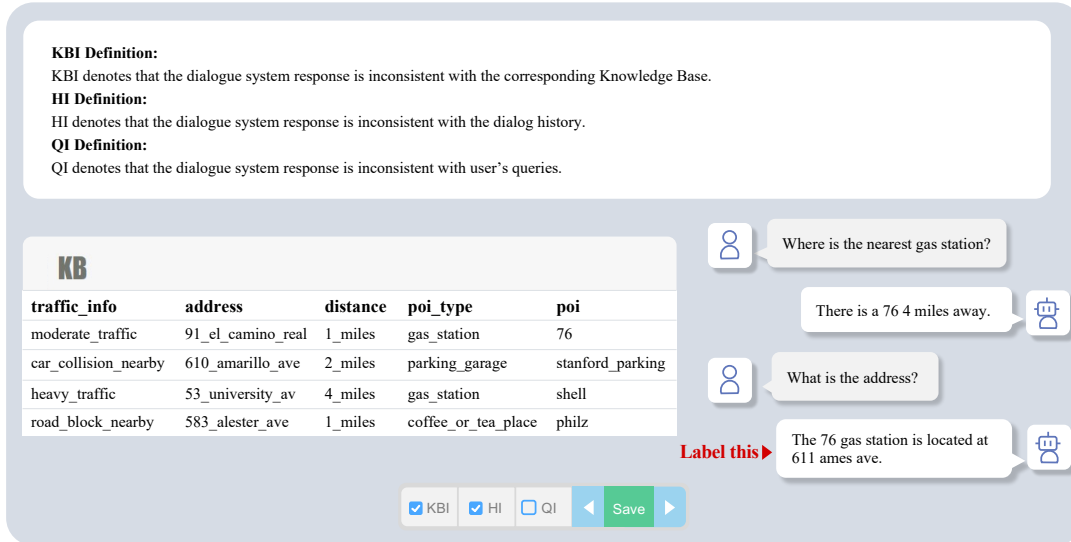 KBI Definition:
KBI denotes that the dialogue system response is inconsistent with the corresponding Knowledge Base.
HI Definition:
HI denotes that the dialogue system response is inconsistent with the dialog history.
QI Definition:
QI denotes that the dialogue system response is inconsistent with user's queries.
KB
traffic_info address distance poi_type poi
moderate_traffic 91_el_camino_real 1_miles gas_station 76
car_collision_nearby 610_amarillo_ave 2_miles parking_garage stanford_parking
heavy_traffic 53_university_av 4_miles gas_station shell
road_block_nearby 583_alester_ave 1_miles coffee_or_tea_place philz
Where is the nearest gas station?
There is a 76 4 miles away.
What is the address?
Label this
The 76 gas station is located at
611 ames ave.
KBI HI QI Save